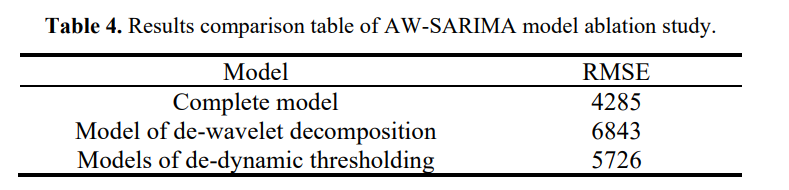 Table 4. Results comparison table of AW-SARIMA model ablation study.
Model RMSE
Complete model 4285
Model of de-wavelet decomposition 6843
Models of de-dynamic thresholding 5726